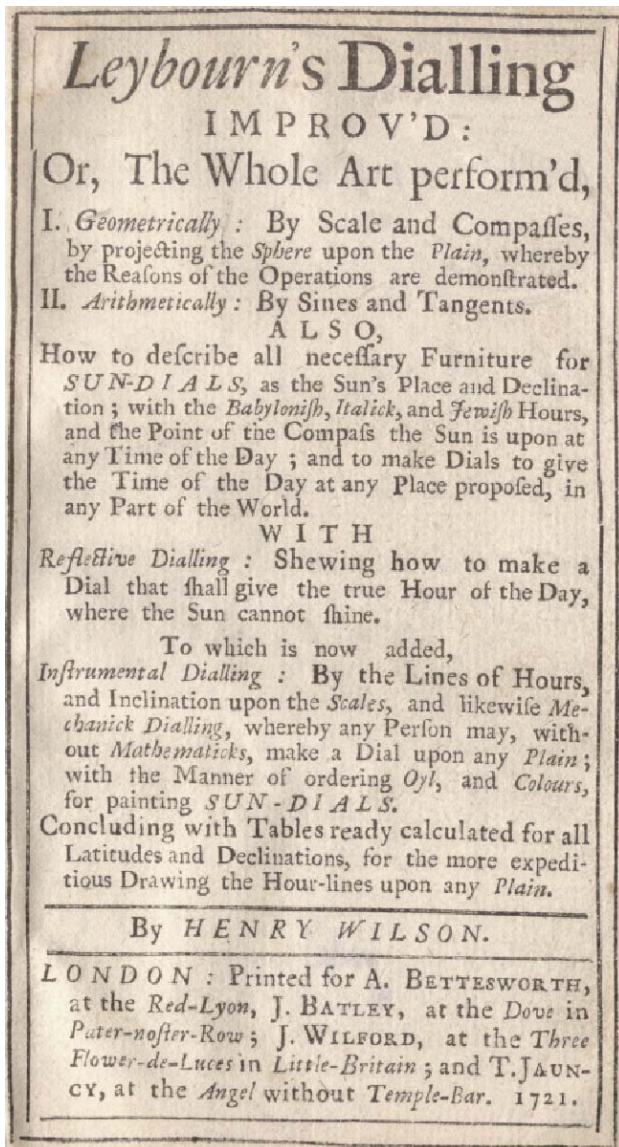 Leybourn's Dialling
IMPROV'D:
Or, The Whole Art perform'd,
I. Geometrically : By Scale and Compaſſes,
by projecting the Sphere upon the Plain, whereby
the Reaſons of the Operations are demonſtrated.
II. Arithmetically : By Sines and Tangents.
ALSO,
How to deſcribe all neceſſary Furniture for
SUN-DIALS, as the Sun's Place and Declina-
tion ; with the Babyloniſh, Italick, and Jewiſh Hours,
and the Point of the Compaſs the Sun is upon at
any Time of the Day ; and to make Dials to give
the Time of the Day at any Place propoſed, in
any Part of the World.
WITH
Reflective Dialling : Shewing how to make a
Dial that ſhall give the true Hour of the Day,
where the Sun cannot ſhine.
To which is now added,
Inſtrumental Dialling : By the Lines of Hours,
and Inclination upon the Scales, and likewiſe Me-
chanick Dialling, whereby any Perſon may, with-
out Mathematicks, make a Dial upon any Plain ;
with the Manner of ordering Oyl, and Colours,
for painting SUN-DIALS.
Concluding with Tables ready calculated for all
Latitudes and Declinations, for the more expedi-
tious Drawing the Hour-lines upon any Plain.
By HENRY WILSON.
LONDON : Printed for A. BETTESWORTH,
at the Red-Lyon, J. BATLEY, at the Dove in
Pater-noſter-Row ; J. WILFORD, at the Three
Flower-de-Luces in Little-Britain ; and T. JAUN-
CY, at the Angel without Temple-Bar. 1721.